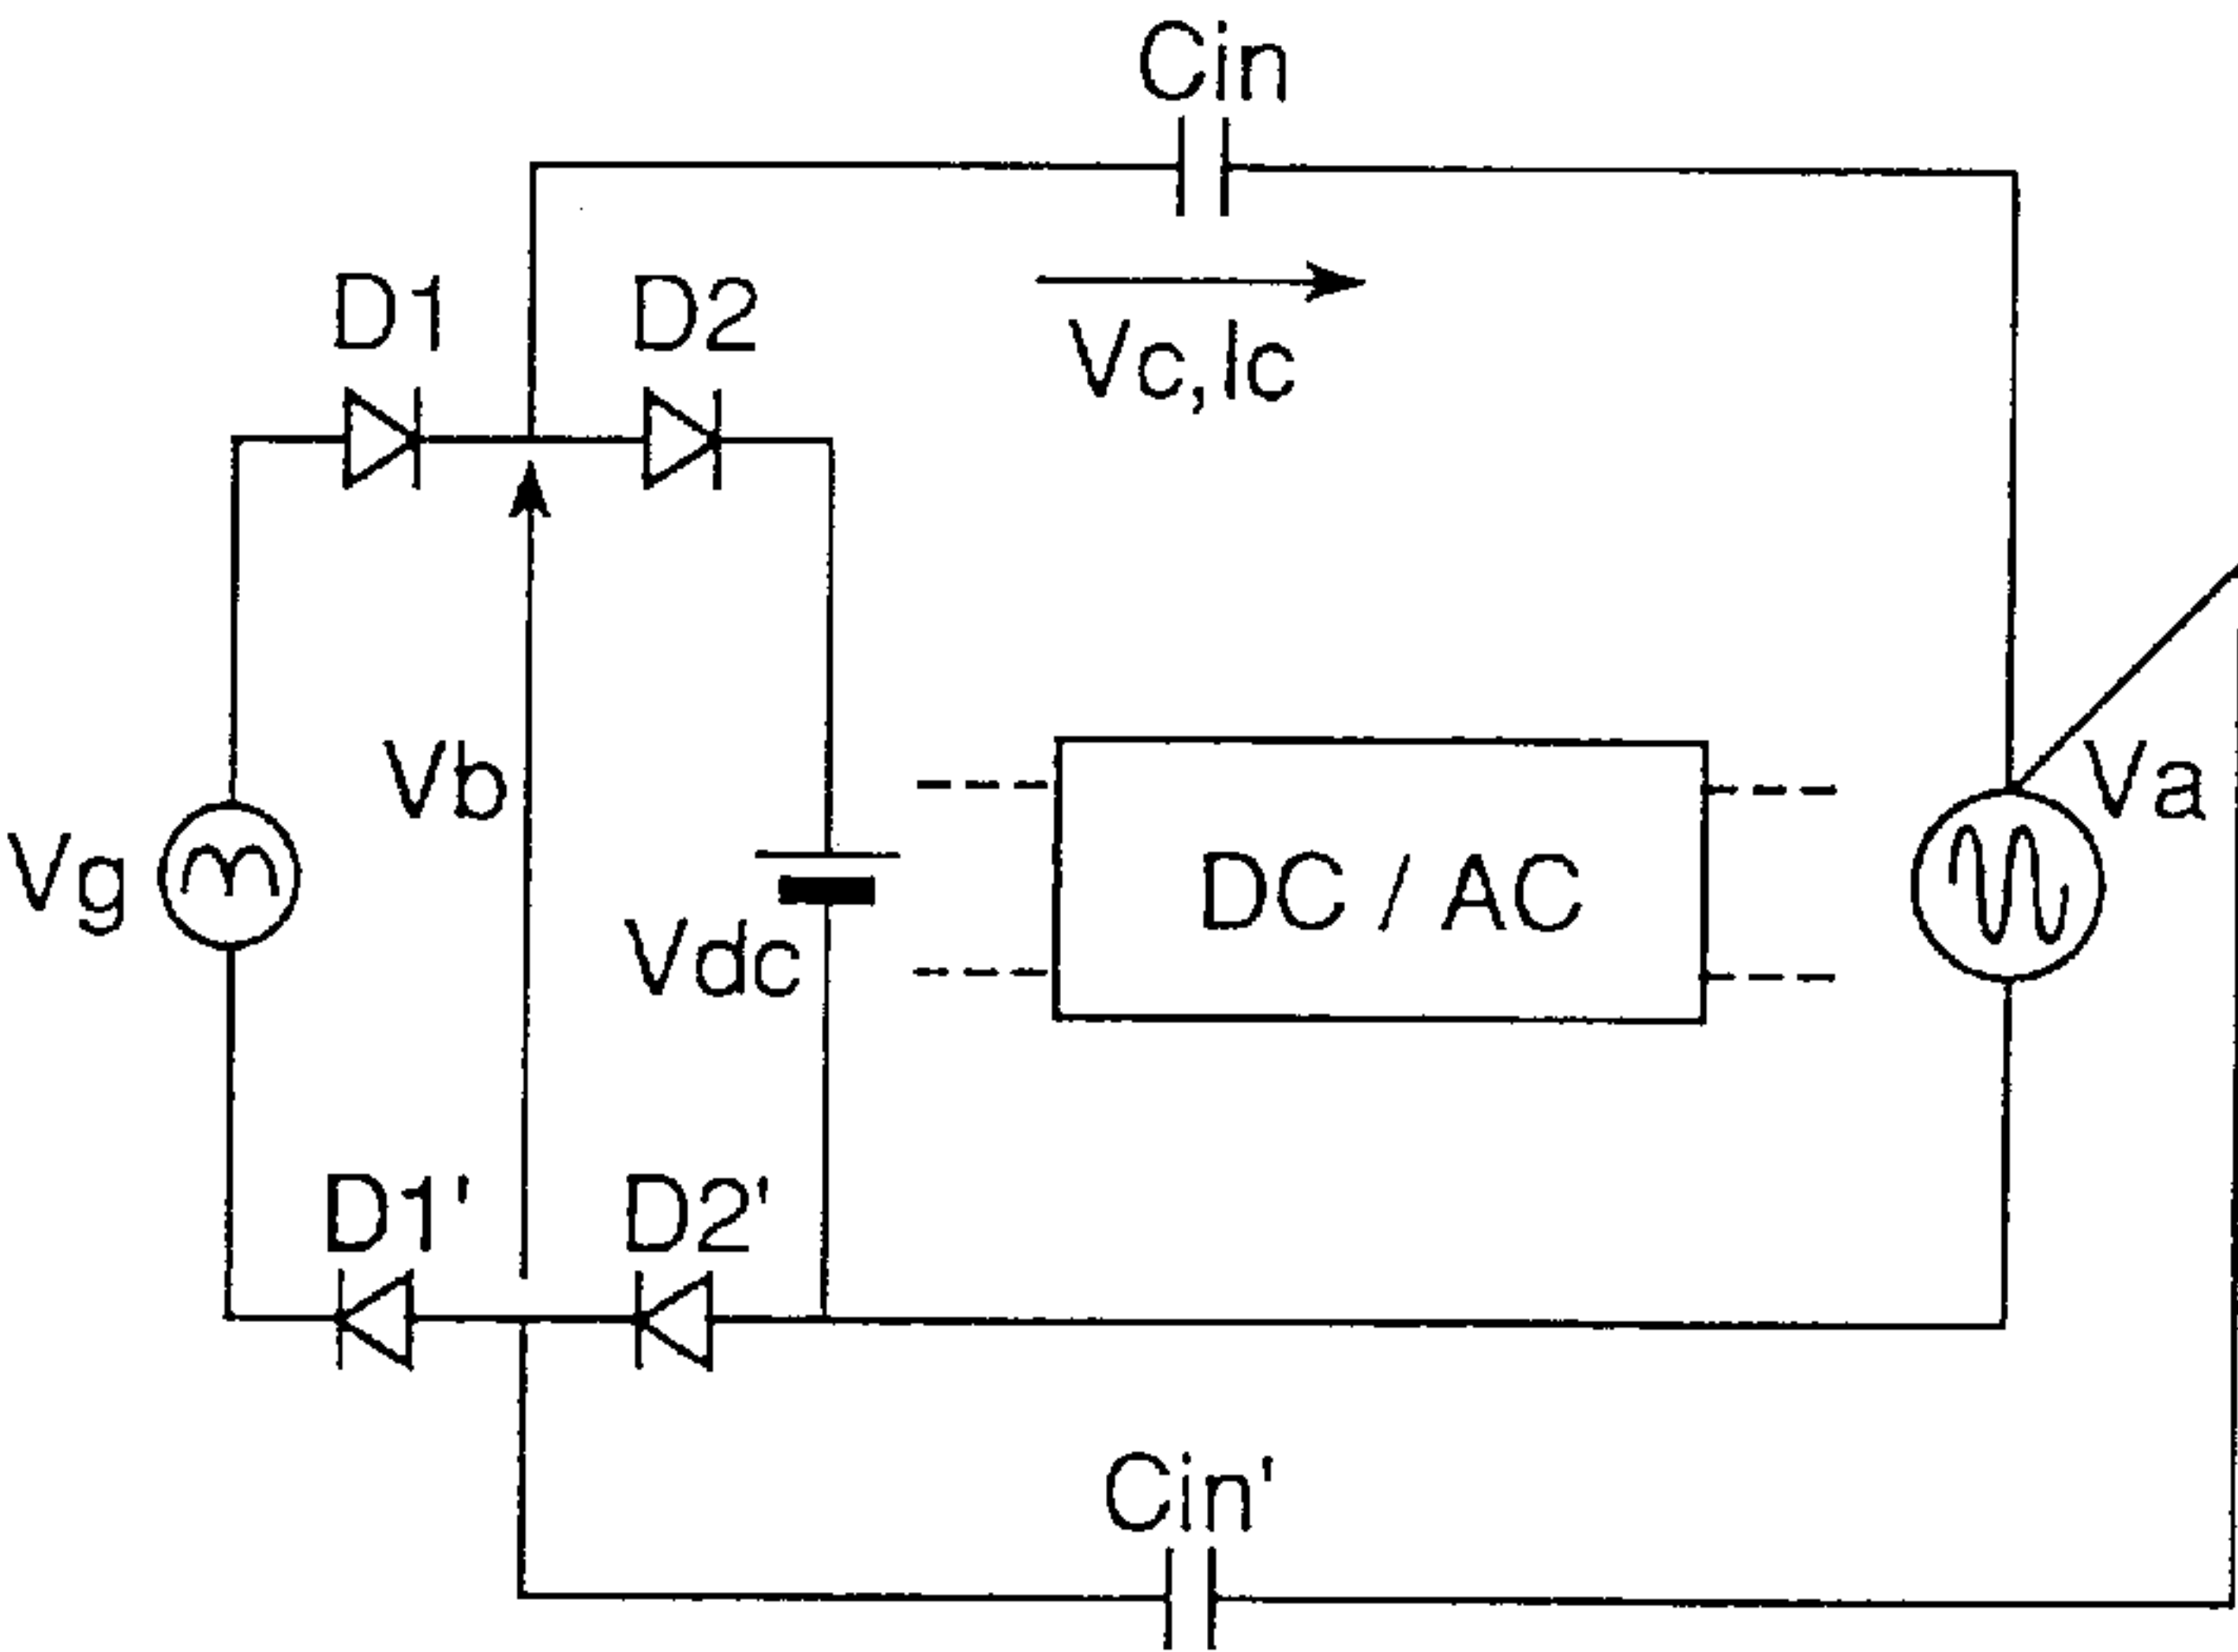 Cin
D1
D2
Vc,Ic
Vb
Va
Vg
DC / AC
Vdc
D1'
D2'
Cin'